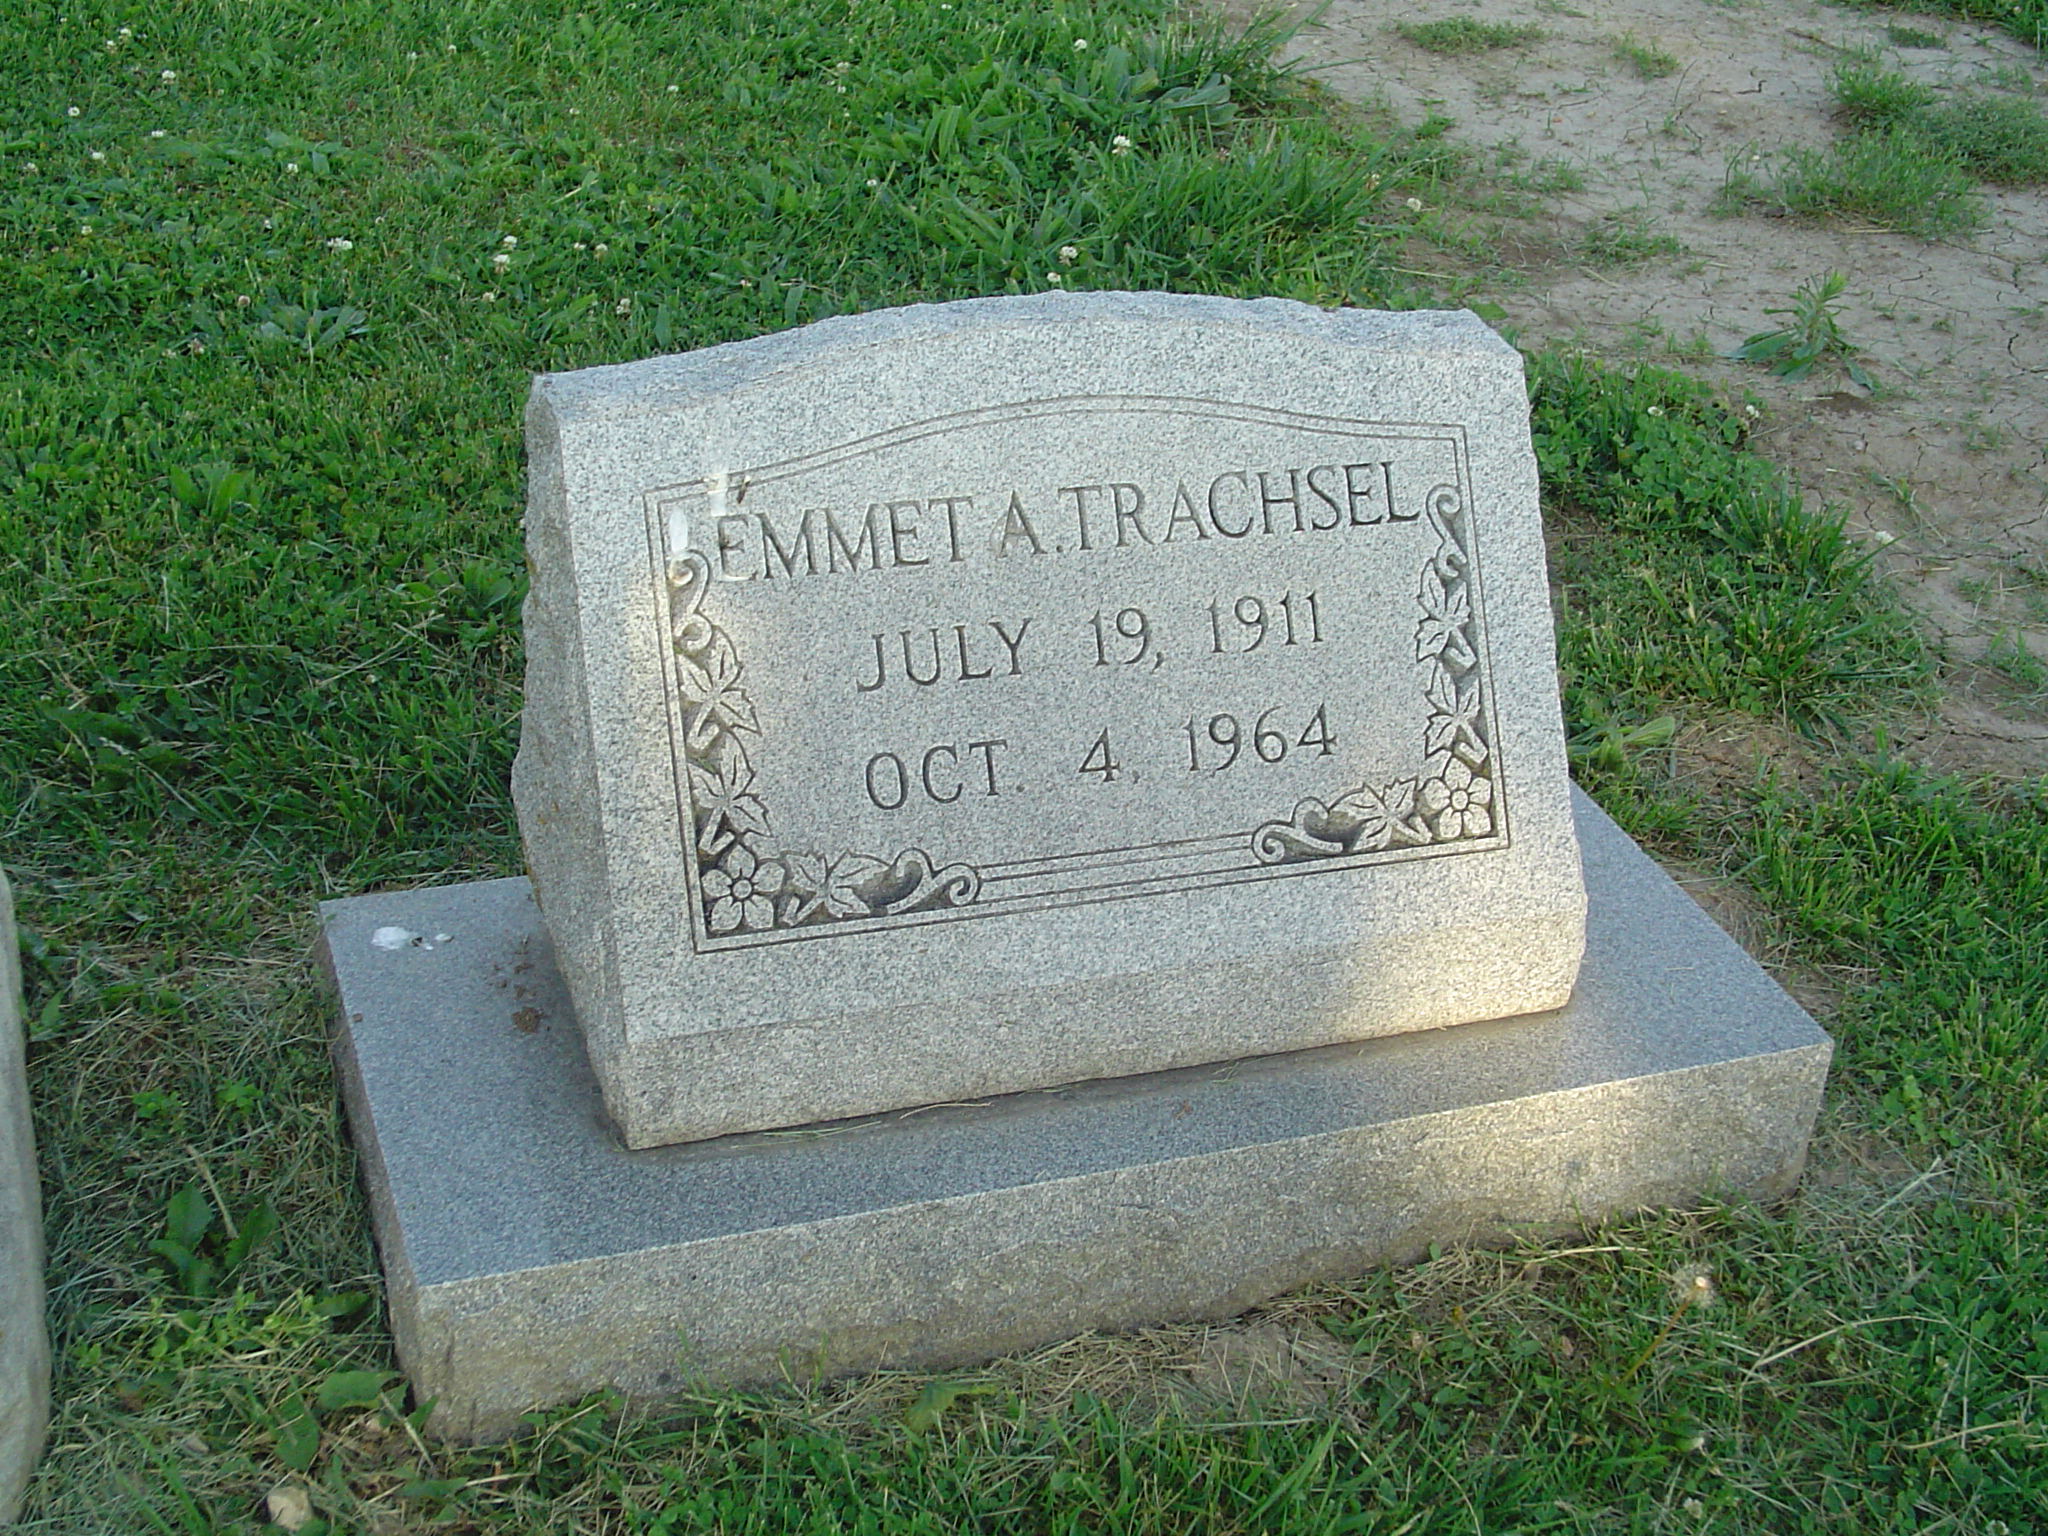 EMMET A. TRACHSEL
JULY 19, 1911
OCT. 4, 1964